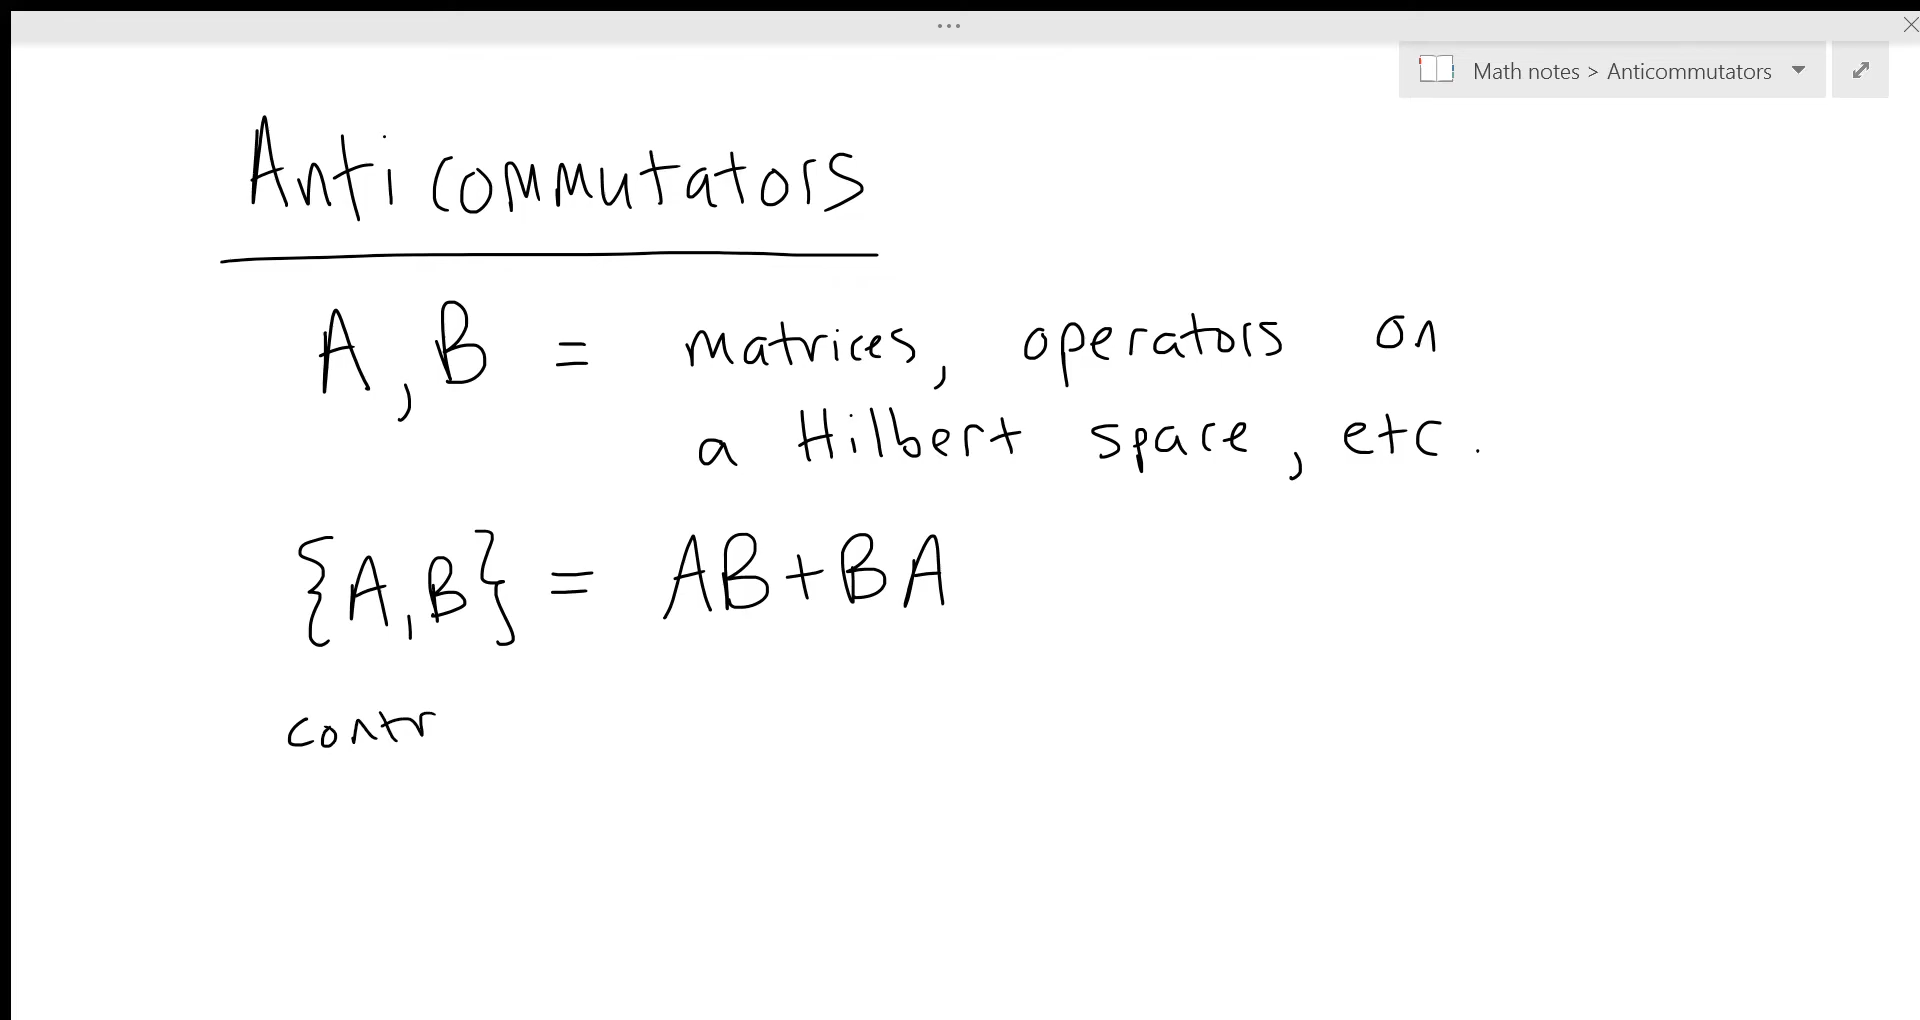 ...
Math notes > Anticommutators
Anticommutators
A, B = matrices, operators on
a Hilbert space, etc.
{A,B} = AB+BA
contr